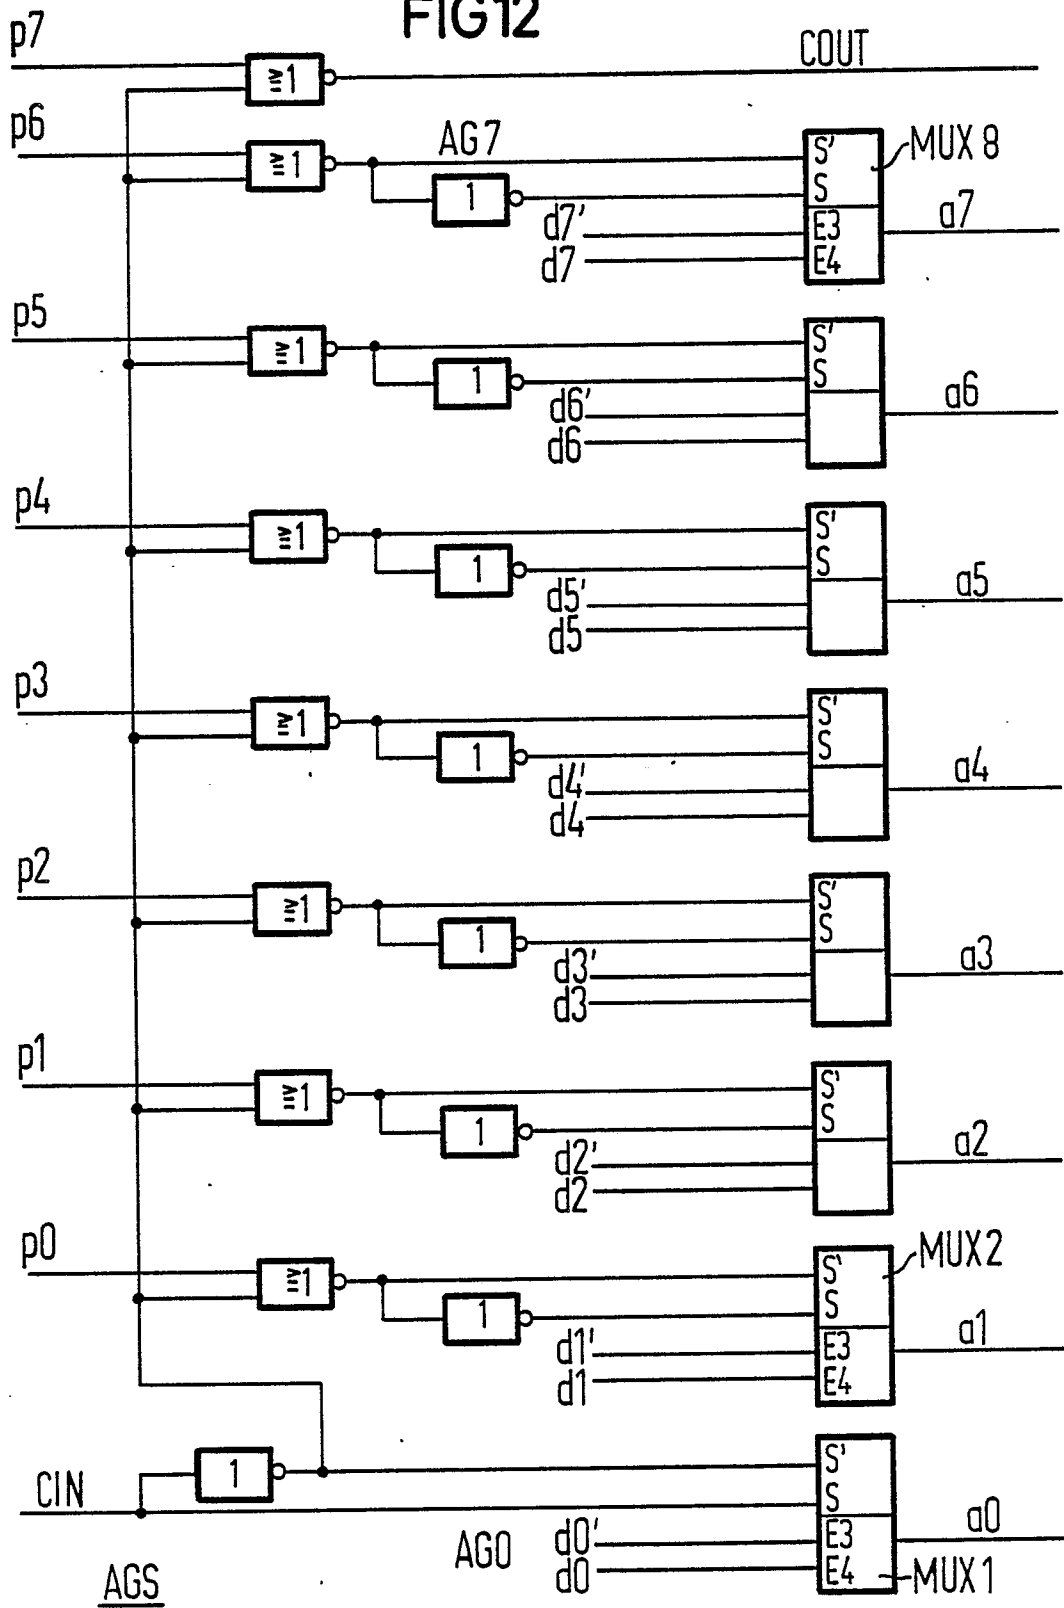 FIG12
p7
≥1
COUT
p6
≥1
AG7
1
S'
S
E3
E4
MUX 8
d7'
d7
a7
p5
≥1
1
S'
S
d6'
d6
a6
p4
≥1
1
S'
S
d5'
d5
a5
p3
≥1
1
S'
S
d4'
d4
a4
p2
≥1
1
S'
S
d3'
d3
a3
p1
≥1
1
S'
S
d2'
d2
a2
p0
≥1
1
S'
S
E3
E4
MUX2
d1'
d1
a1
1
CIN
S'
S
E3
E4
AG0
d0'
d0
a0
MUX1
AGS